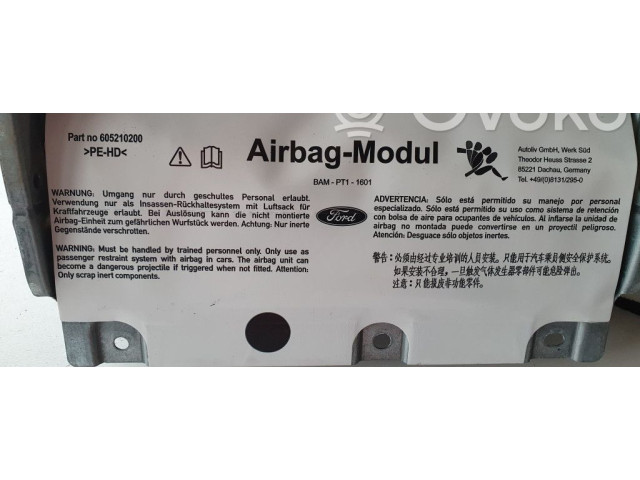 Ovoko
Part no 605210200
>PE-HD<
Airbag-Modul
BAM - PT1 - 1601
Autoliv GmbH, Werk Süd
Theodor Heuss Strasse 2
85221 Dachau, Germany
Tel. +49/(0)8131/295-0
WARNUNG: Umgang nur durch geschultes Personal erlaubt.
Verwendung nur als Insassen-Rückhaltesystem mit Luftsack für
Kraftfahrzeuge erlaubt. Bei Auslösung kann die nicht montierte
Airbag-Einheit zum gefährlichen Wurfstück werden. Achtung: Nur inerte
Gegenstände verschrotten.
WARNING: Must be handled by trained personnel only. Only use as
passenger restraint system with airbag in cars. The airbag unit can
become a dangerous projectile if triggered when not fitted. Attention:
Only scrap inert components.
Ford
ADVERTENCIA: Sólo está permitido su manejo por personal
especializado. Sólo está permitido su uso como sistema de retención
con bolsa de aire para ocupantes de vehículos. Al inflarse la unidad de
airbag no montada puede convertirse en un proyectil peligroso.
Atención: Desguace sólo objetos inertes.
警告：必须由经过专业培训的人员安装。只能用于汽车乘员侧安全保护系统。
如果安装不合理，一旦触发气体发生器零部件可能危险弹出。
注意：只能报废非功能零件。